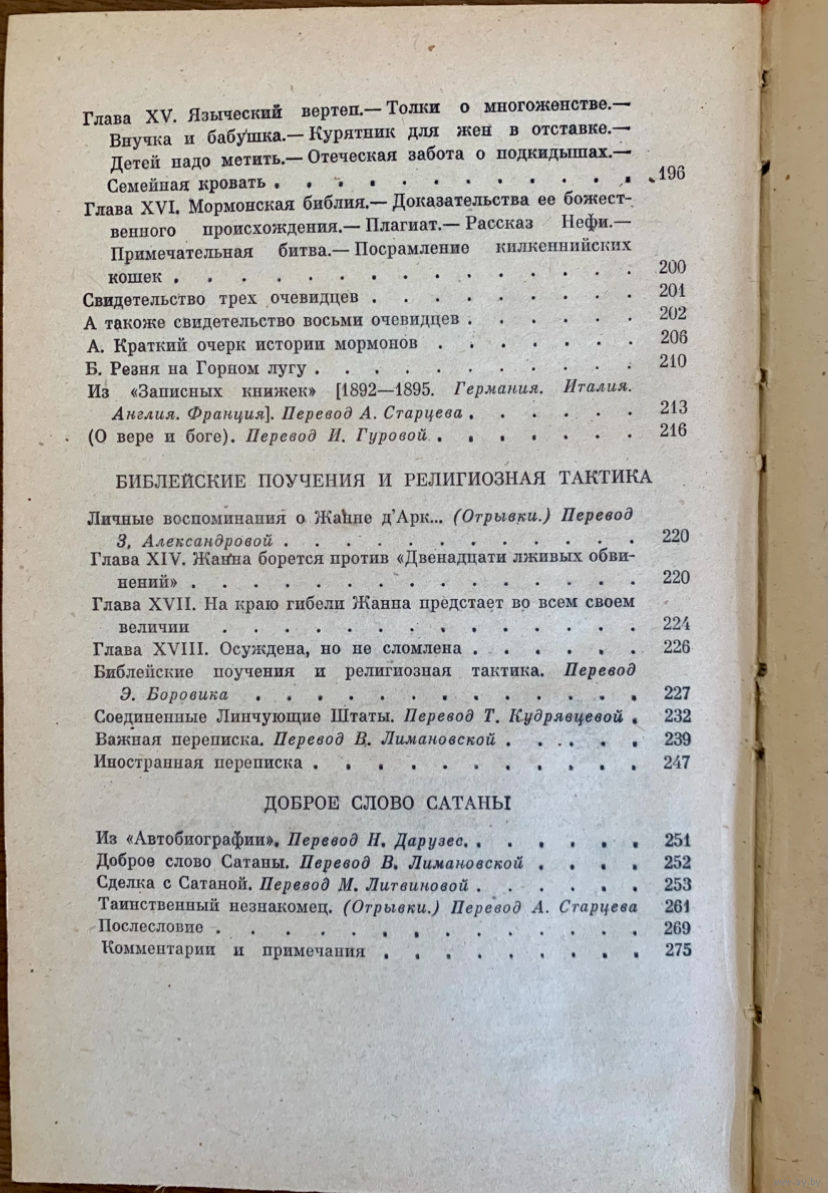 Глава XV. Языческий вертеп.— Толки о многоженстве.—
Внучка и бабушка.— Курятник для жен в отставке.—
Детей надо метить.— Отеческая забота о подкидышах.—
Семейная кровать . . . . . . . . . . . . . 196
Глава XVI. Мормонская библия.— Доказательства ее божест-
венного происхождения.— Плагиат.— Рассказ Нефи.—
Примечательная битва.— Посрамление килкеннийских
кошек . . . . . . . . . . . . . . . . 200
Свидетельство трех очевидцев . . . . . . . . . 201
А такоже свидетельство восьми очевидцев . . . . . . 202
А. Краткий очерк истории мормонов . . . . . . . 206
Б. Резня на Горном лугу . . . . . . . . . . . 210
Из «Записных книжек» [1892—1895. Германия. Италия.
Англия. Франция]. Перевод А. Старцева . . . . . . 213
(О вере и боге). Перевод И. Гуровой . . . . . . . 216
БИБЛЕЙСКИЕ ПОУЧЕНИЯ И РЕЛИГИОЗНАЯ ТАКТИКА
Личные воспоминания о Жанне д’Арк... (Отрывки.) Перевод
З. Александровой . . . . . . . . . . . . 220
Глава XIV. Жанна борется против «Двенадцати лживых обви-
нений» . . . . . . . . . . . . . . . 220
Глава XVII. На краю гибели Жанна предстает во всем своем
величии . . . . . . . . . . . . . . 224
Глава XVIII. Осуждена, но не сломлена . . . . . . 226
Библейские поучения и религиозная тактика. Перевод
Э. Боровика . . . . . . . . . . . . . 227
Соединенные Линчующие Штаты. Перевод Т. Кудрявцевой . 232
Важная переписка. Перевод В. Лимановской . . . . . 239
Иностранная переписка . . . . . . . . . . . 247
ДОБРОЕ СЛОВО САТАНЫ
Из «Автобиографии». Перевод Н. Дарузес. . . . . . . 251
Доброе слово Сатаны. Перевод В. Лимановской . . . . 252
Сделка с Сатаной. Перевод М. Литвиновой . . . . . . 253
Таинственный незнакомец. (Отрывки.) Перевод А. Старцева 261
Послесловие . . . . . . . . . . . . . . 269
Комментарии и примечания . . . . . . . . . 275